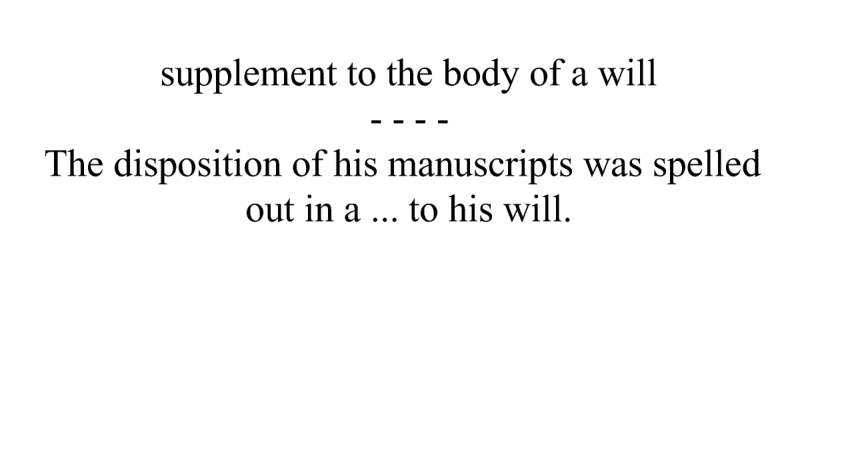 supplement to the body of a will
- - - -
The disposition of his manuscripts was spelled
out in a ... to his will.